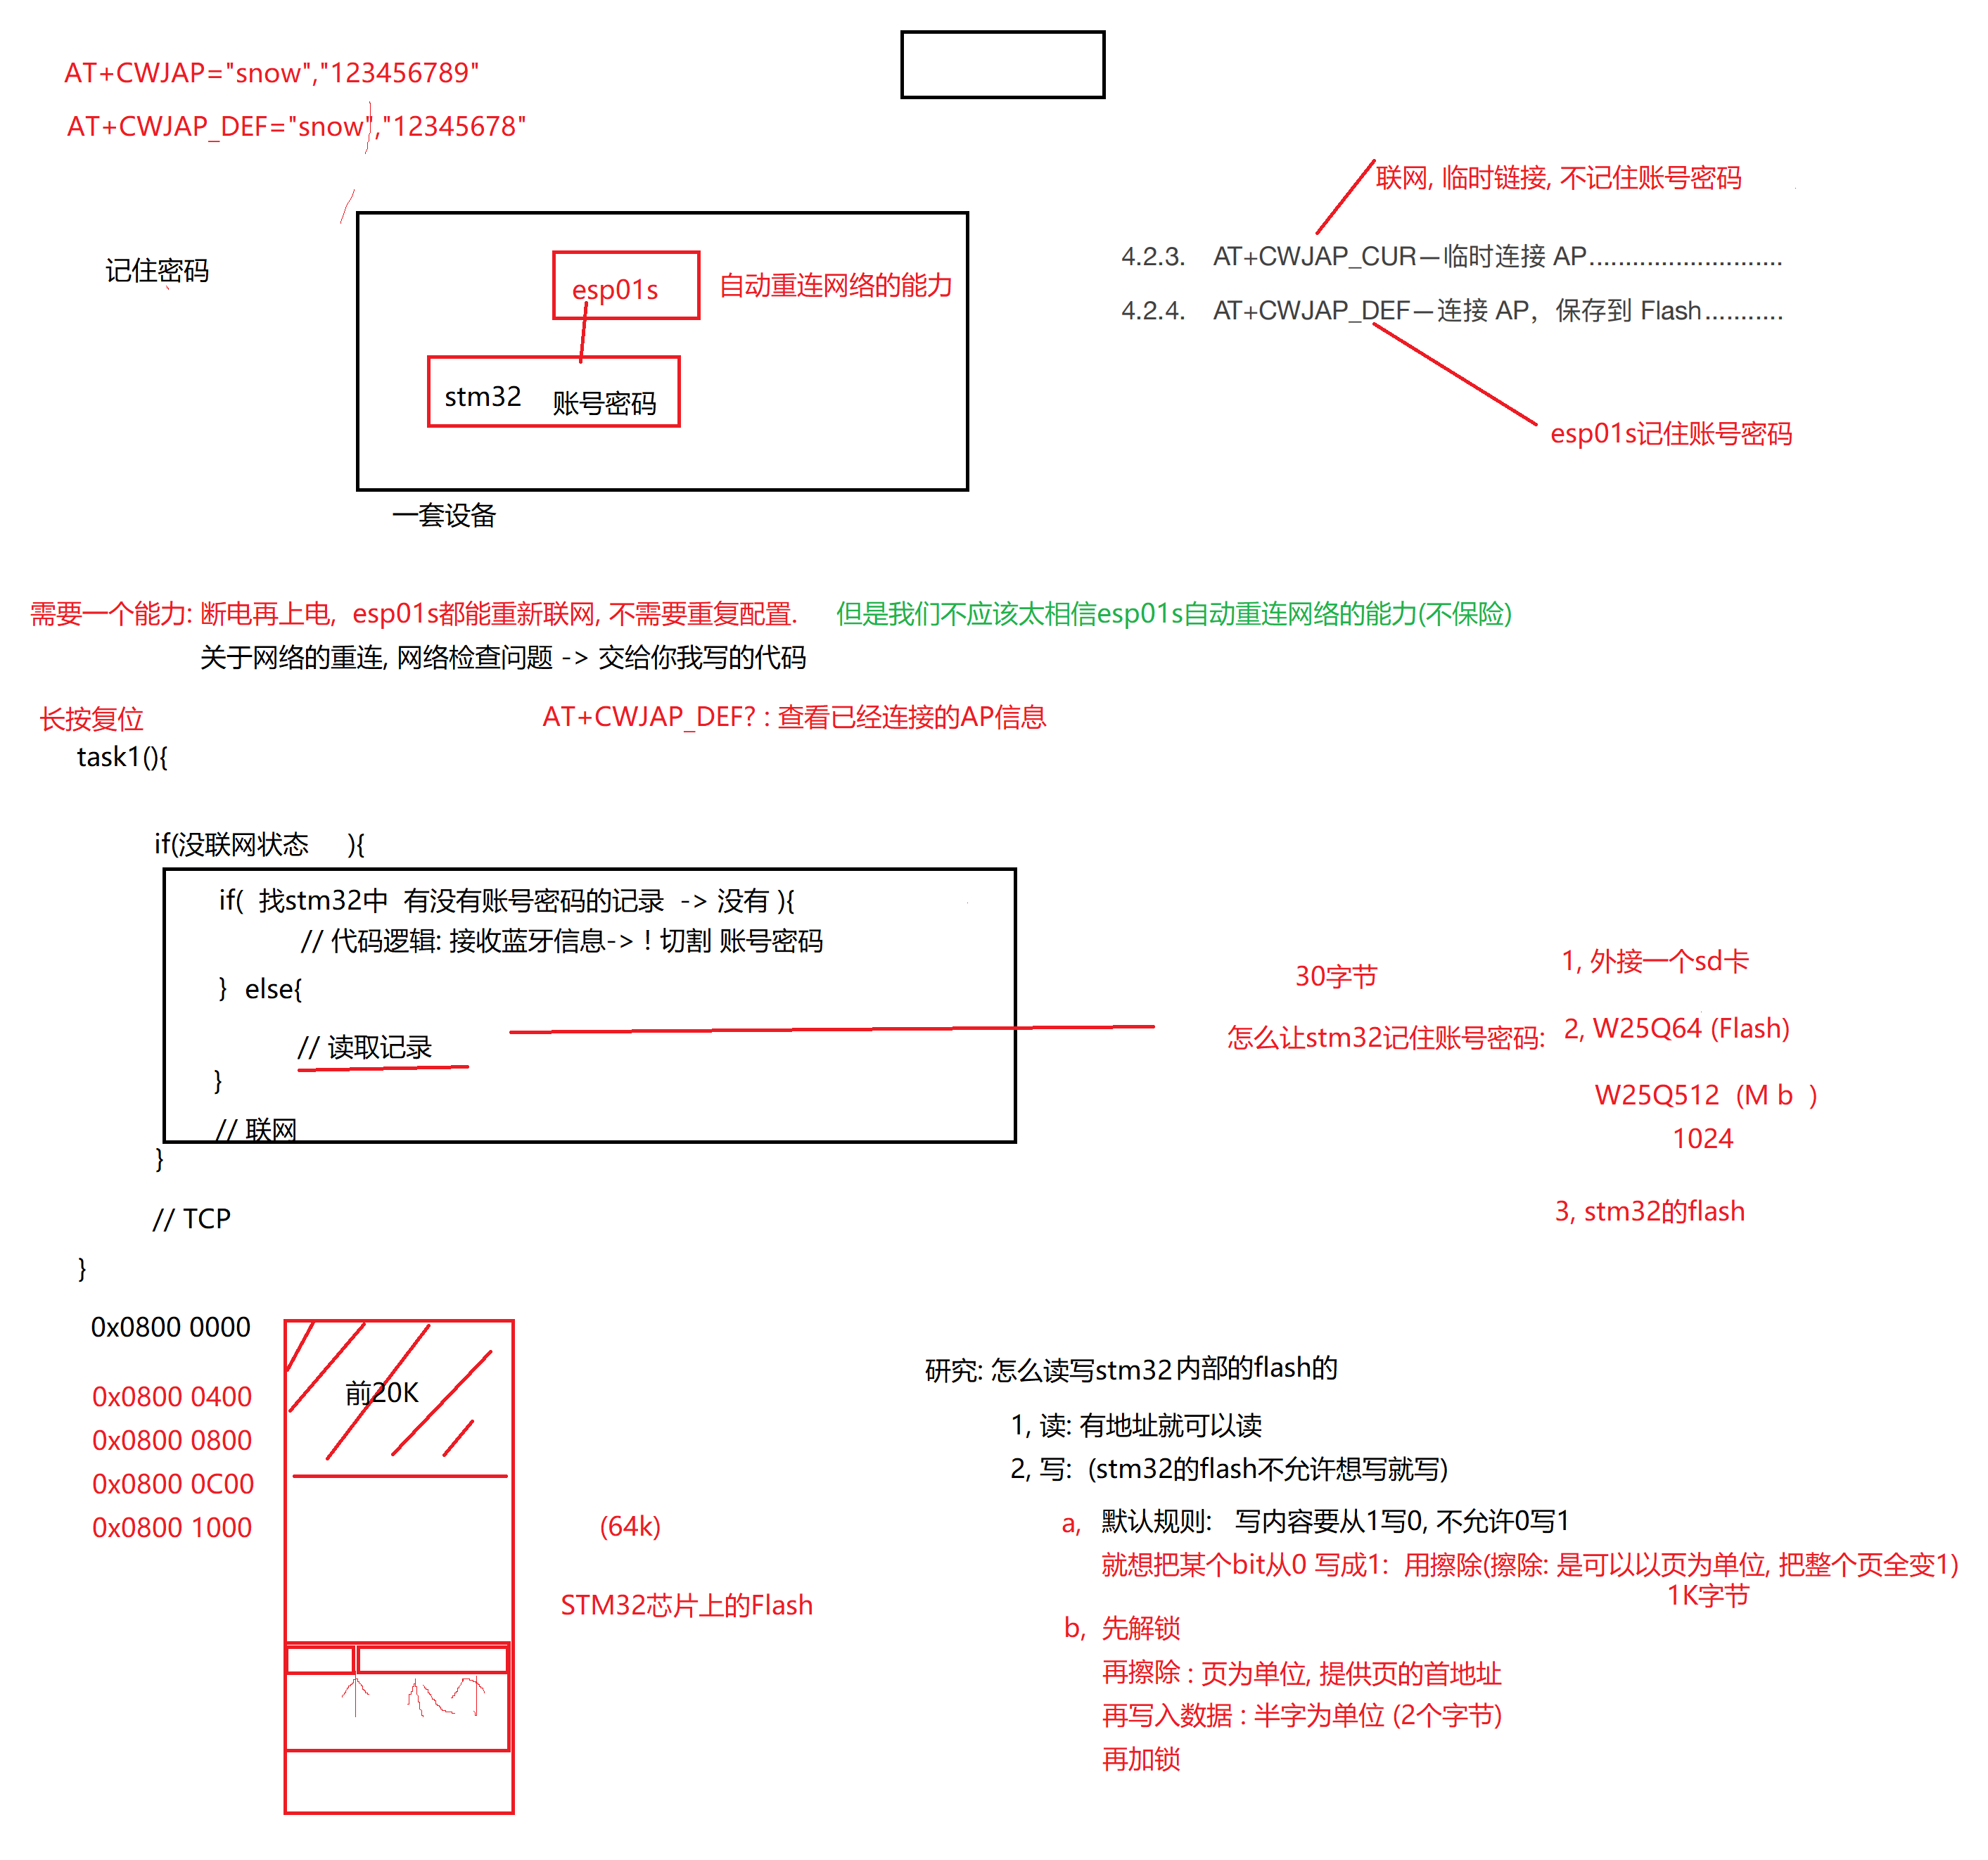 AT+CWJAP="snow","123456789"
AT+CWJAP_DEF="snow","12345678"
联网, 临时链接, 不记住账号密码
4.2.3. AT+CWJAP_CUR—临时连接 AP...........................
4.2.4. AT+CWJAP_DEF—连接 AP，保存到 Flash...........
esp01s记住账号密码
记住密码
esp01s
自动重连网络的能力
stm32 账号密码
一套设备
需要一个能力: 断电再上电, esp01s都能重新联网, 不需要重复配置. 但是我们不应该太相信esp01s自动重连网络的能力(不保险)
关于网络的重连, 网络检查问题 -> 交给你我写的代码
长按复位
AT+CWJAP_DEF? : 查看已经连接的AP信息
task1(){
if(没联网状态 ){
if( 找stm32中 有没有账号密码的记录 -> 没有 ){
// 代码逻辑: 接收蓝牙信息-> ! 切割 账号密码
} else{
// 读取记录
}
// 联网
}
// TCP
}
30字节
怎么让stm32记住账号密码:
1, 外接一个sd卡
2, W25Q64 (Flash)
W25Q512 (M b )
1024
3, stm32的flash
0x0800 0000
0x0800 0400
0x0800 0800
0x0800 0C00
0x0800 1000
前20K
(64k)
STM32芯片上的Flash
研究: 怎么读写stm32内部的flash的
1, 读: 有地址就可以读
2, 写: (stm32的flash不允许想写就写)
a, 默认规则: 写内容要从1写0, 不允许0写1
就想把某个bit从0 写成1: 用擦除(擦除: 是可以以页为单位, 把整个页全变1)
1K字节
b, 先解锁
再擦除 : 页为单位, 提供页的首地址
再写入数据 : 半字为单位 (2个字节)
再加锁